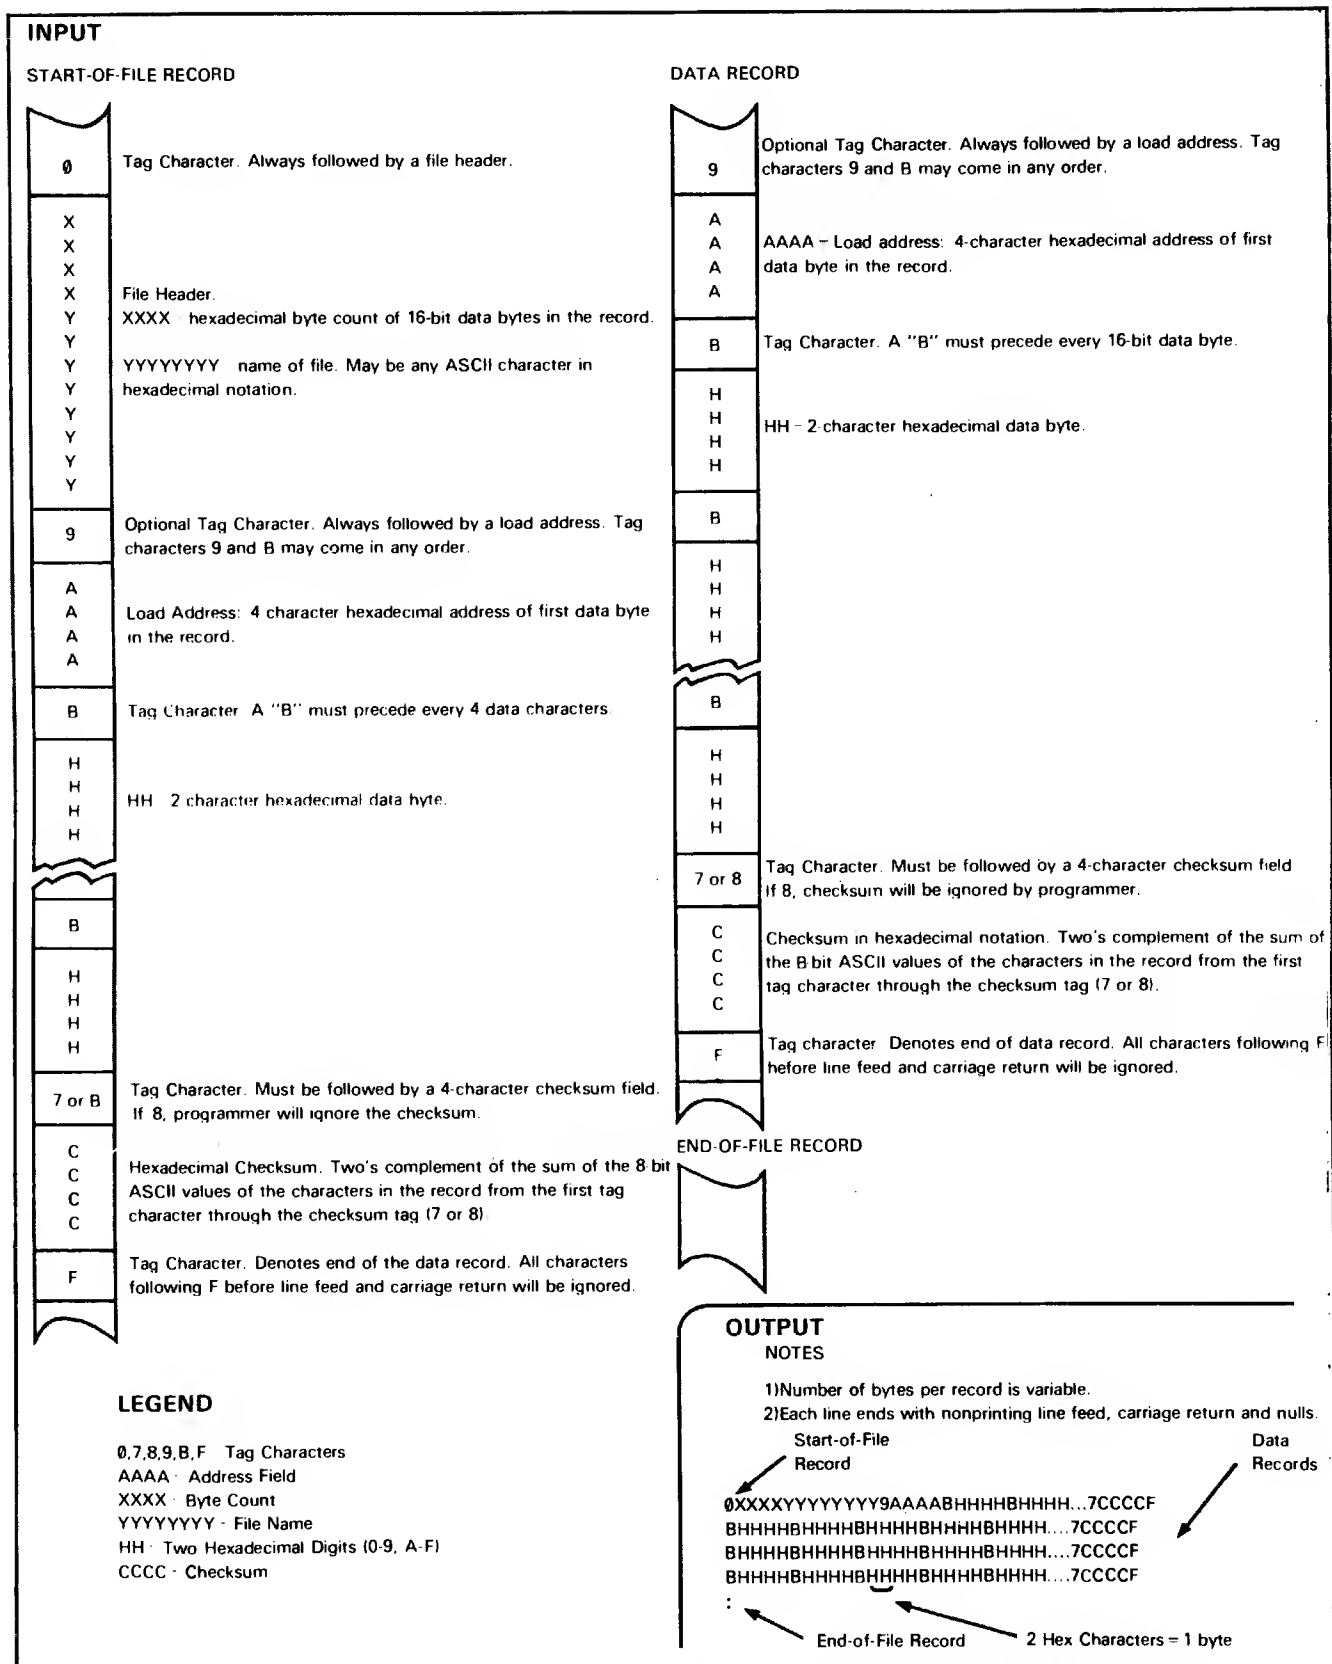 INPUT
START-OF-FILE RECORD
0
Tag Character. Always followed by a file header.
X
X
X
X
Y
Y
Y
Y
Y
Y
Y
Y
File Header.
XXXX hexadecimal byte count of 16-bit data bytes in the record.
YYYYYYYY name of file. May be any ASCII character in
hexadecimal notation.
9
Optional Tag Character. Always followed by a load address. Tag
characters 9 and B may come in any order.
A
A
A
A
Load Address: 4 character hexadecimal address of first data byte
in the record.
B
Tag Character A "B" must precede every 4 data characters
H
H
H
H
HH 2 character hexadecimal data byte.
B
H
H
H
H
7 or B
Tag Character. Must be followed by a 4-character checksum field.
If 8, programmer will ignore the checksum.
C
C
C
C
Hexadecimal Checksum. Two's complement of the sum of the 8 bit
ASCII values of the characters in the record from the first tag
character through the checksum tag (7 or 8)
F
Tag Character. Denotes end of the data record. All characters
following F before line feed and carriage return will be ignored.
LEGEND
0,7,8,9,B,F Tag Characters
AAAA - Address Field
XXXX - Byte Count
YYYYYYYY - File Name
HH - Two Hexadecimal Digits (0-9, A-F)
CCCC - Checksum
DATA RECORD
9
Optional Tag Character. Always followed by a load address. Tag
characters 9 and B may come in any order.
A
A
A
A
AAAA - Load address: 4-character hexadecimal address of first
data byte in the record.
B
Tag Character. A "B" must precede every 16-bit data byte.
H
H
H
H
HH - 2-character hexadecimal data byte.
B
H
H
H
H
B
H
H
H
H
7 or 8
Tag Character. Must be followed by a 4-character checksum field
If 8, checksum will be ignored by programmer.
C
C
C
C
Checksum in hexadecimal notation. Two's complement of the sum of
the 8 bit ASCII values of the characters in the record from the first
tag character through the checksum tag (7 or 8).
F
Tag character Denotes end of data record. All characters following F
before line feed and carriage return will be ignored.
END-OF-FILE RECORD
OUTPUT
NOTES
1)Number of bytes per record is variable.
2)Each line ends with nonprinting line feed, carriage return and nulls.
Start-of-File
Record
Data
Records
0XXXXYYYYYYYY9AAAABHHHHBHHHH...7CCCCF
BHHHHBHHHHBHHHHBHHHHBHHHH....7CCCCF
BHHHHBHHHHBHHHHBHHHHBHHHH....7CCCCF
BHHHHBHHHHBHHHHBHHHHBHHHH....7CCCCF
:
End-of-File Record
2 Hex Characters = 1 byte